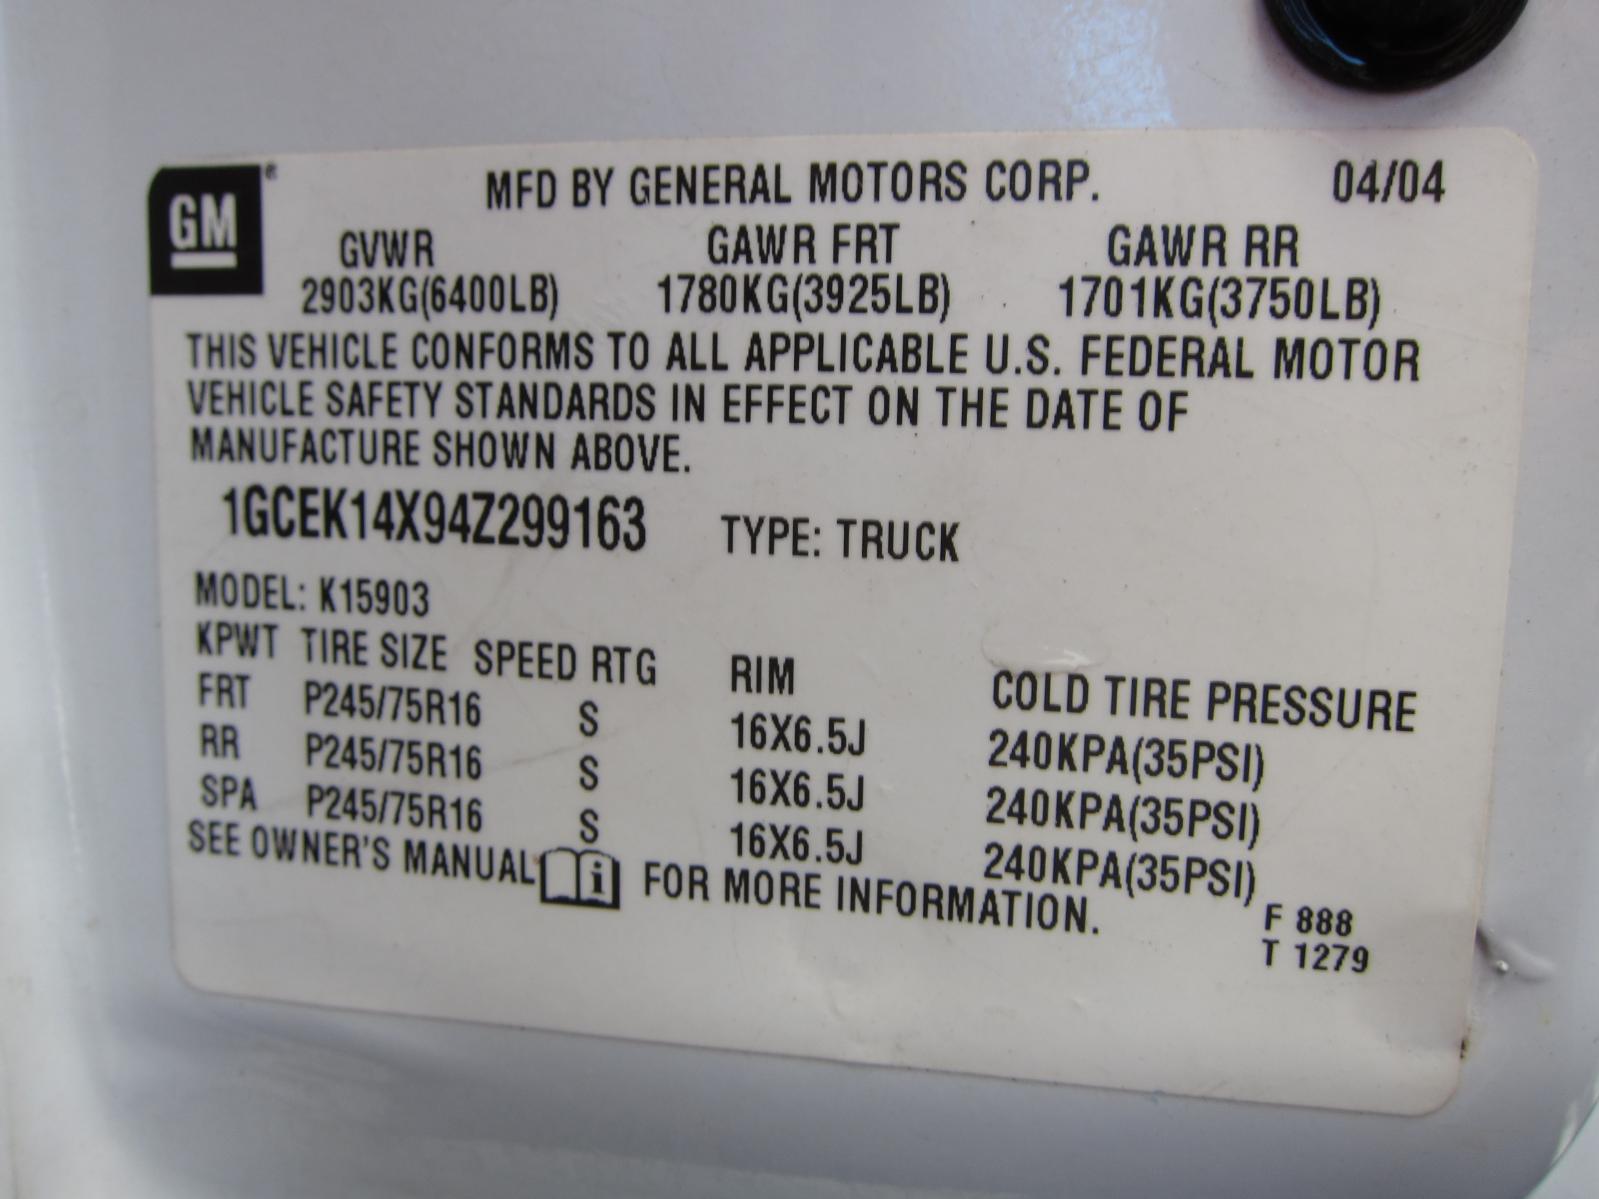 GM®
MFD BY GENERAL MOTORS CORP. 04/04
GVWR GAWR FRT GAWR RR
2903KG(6400LB) 1780KG(3925LB) 1701KG(3750LB)
THIS VEHICLE CONFORMS TO ALL APPLICABLE U.S. FEDERAL MOTOR
VEHICLE SAFETY STANDARDS IN EFFECT ON THE DATE OF
MANUFACTURE SHOWN ABOVE.
1GCEK14X94Z299163 TYPE: TRUCK
MODEL: K15903
KPWT TIRE SIZE SPEED RTG RIM COLD TIRE PRESSURE
FRT P245/75R16 S 16X6.5J 240KPA(35PSI)
RR P245/75R16 S 16X6.5J 240KPA(35PSI)
SPA P245/75R16 S 16X6.5J 240KPA(35PSI)
SEE OWNER'S MANUAL i FOR MORE INFORMATION.
F 888
T 1279